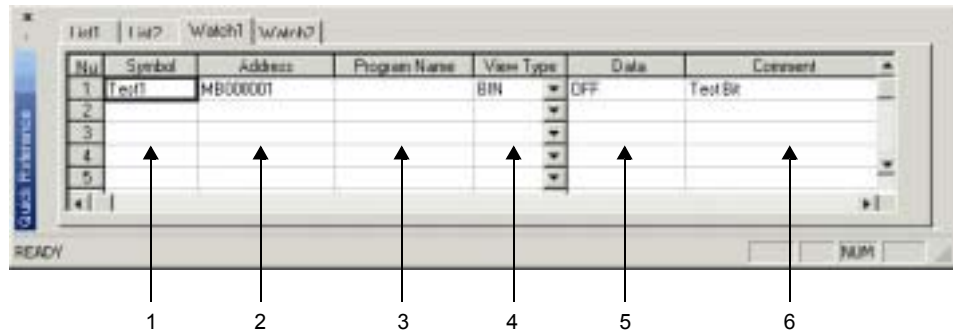 List1 List2 Watch1 Watch2
Nu Symbol Address Program Name View Type Data Comment
1 Test1 MB000001 BIN OFF Test Bit
2
3
4
5
Quick Reference
READY NUM
1 2 3 4 5 6